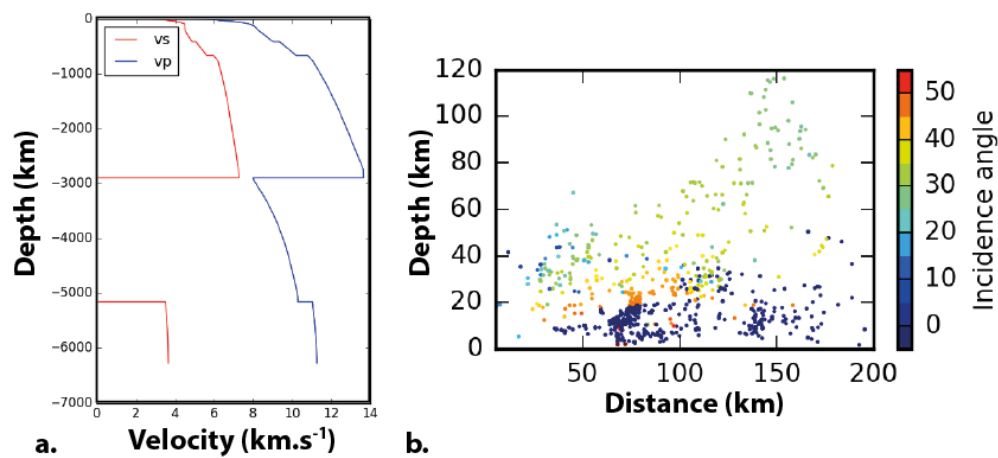 vs
vp
0
−1000
−2000
−3000
−4000
−5000
−6000
−7000
0 2 4 6 8 10 12 14
Depth (km)
Velocity (km.s⁻¹)
a.
120
100
80
60
40
20
0
50 100 150 200
Depth (km)
Distance (km)
b.
50
40
30
20
10
0
Incidence angle